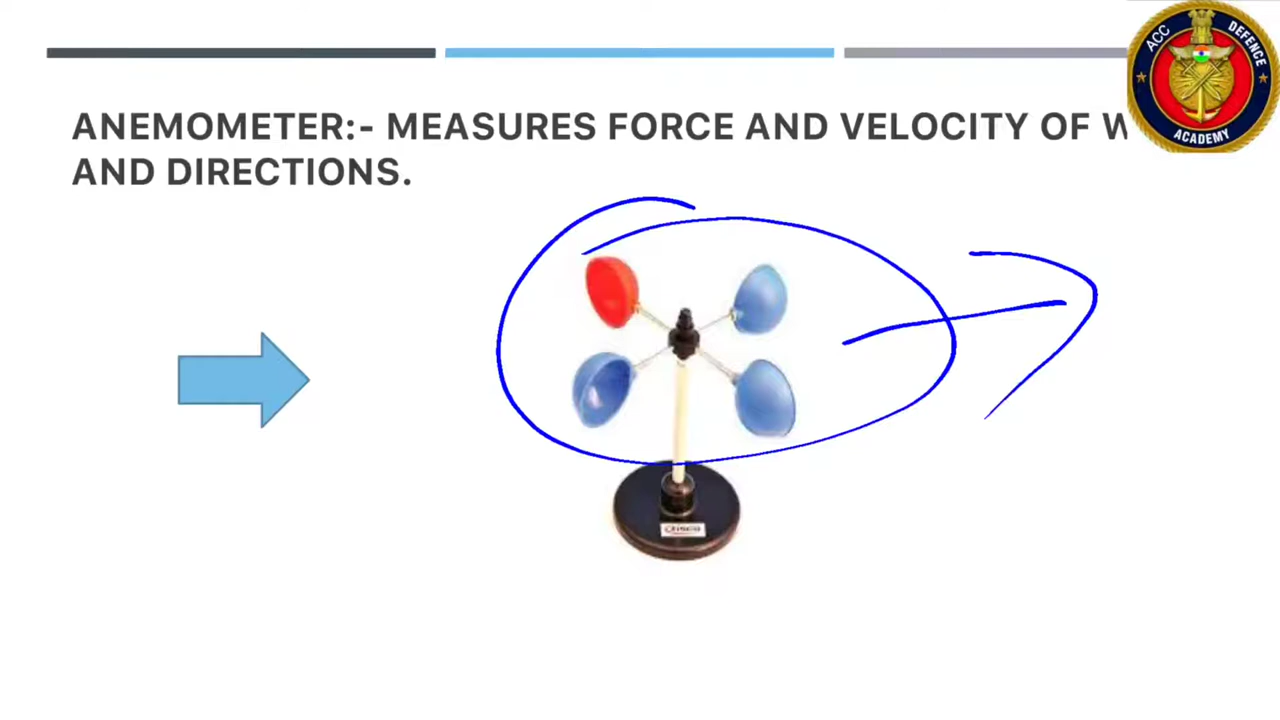 ANEMOMETER:- MEASURES FORCE AND VELOCITY OF W
AND DIRECTIONS.
ACC DEFENCE
ACADEMY